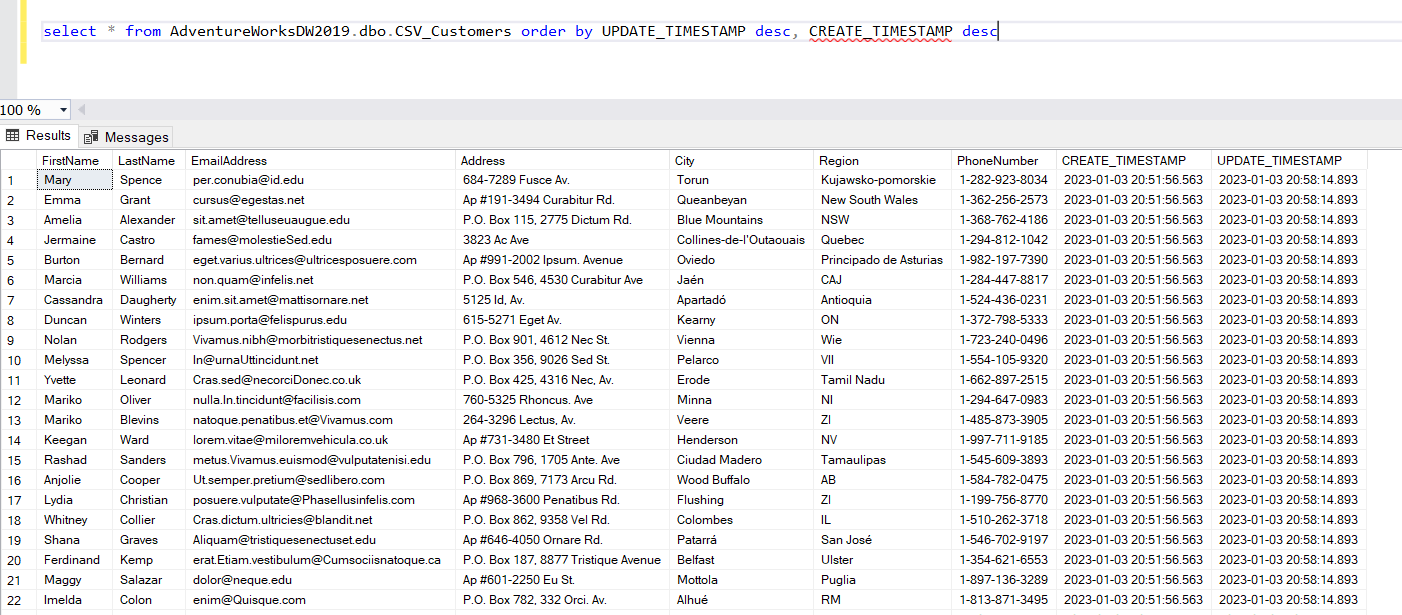 select * from AdventureWorksDW2019.dbo.CSV_Customers order by UPDATE_TIMESTAMP desc, CREATE_TIMESTAMP desc
100 %
Results Messages
FirstName LastName EmailAddress Address City Region PhoneNumber CREATE_TIMESTAMP UPDATE_TIMESTAMP
1 Mary Spence per.conubia@id.edu 684-7289 Fusce Av. Torun Kujawsko-pomorskie 1-282-923-8034 2023-01-03 20:51:56.563 2023-01-03 20:58:14.893
2 Emma Grant cursus@egestas.net Ap #191-3494 Curabitur Rd. Queanbeyan New South Wales 1-362-256-2573 2023-01-03 20:51:56.563 2023-01-03 20:58:14.893
3 Amelia Alexander sit.amet@telluseuaugue.edu P.O. Box 115, 2775 Dictum Rd. Blue Mountains NSW 1-368-762-4186 2023-01-03 20:51:56.563 2023-01-03 20:58:14.893
4 Jermaine Castro fames@molestieSed.edu 3823 Ac Ave Collines-de-l'Outaouais Quebec 1-294-812-1042 2023-01-03 20:51:56.563 2023-01-03 20:58:14.893
5 Burton Bernard eget.varius.ultrices@ultricesposuere.com Ap #991-2002 Ipsum. Avenue Oviedo Principado de Asturias 1-982-197-7390 2023-01-03 20:51:56.563 2023-01-03 20:58:14.893
6 Marcia Williams non.quam@infelis.net P.O. Box 546, 4530 Curabitur Ave Jaén CAJ 1-284-447-8817 2023-01-03 20:51:56.563 2023-01-03 20:58:14.893
7 Cassandra Daugherty enim.sit.amet@mattisornare.net 5125 Id, Av. Apartadó Antioquia 1-524-436-0231 2023-01-03 20:51:56.563 2023-01-03 20:58:14.893
8 Duncan Winters ipsum.porta@felispurus.edu 615-5271 Eget Av. Kearny ON 1-372-798-5333 2023-01-03 20:51:56.563 2023-01-03 20:58:14.893
9 Nolan Rodgers Vivamus.nibh@morbitristiquesenectus.net P.O. Box 901, 4612 Nec St. Vienna Wie 1-723-240-0496 2023-01-03 20:51:56.563 2023-01-03 20:58:14.893
10 Melyssa Spencer In@urnaUttincidunt.net P.O. Box 356, 9026 Sed St. Pelarco VII 1-554-105-9320 2023-01-03 20:51:56.563 2023-01-03 20:58:14.893
11 Yvette Leonard Cras.sed@necorciDonec.co.uk P.O. Box 425, 4316 Nec, Av. Erode Tamil Nadu 1-662-897-2515 2023-01-03 20:51:56.563 2023-01-03 20:58:14.893
12 Mariko Oliver nulla.In.tincidunt@facilisis.com 760-5325 Rhoncus. Ave Minna NI 1-294-647-0983 2023-01-03 20:51:56.563 2023-01-03 20:58:14.893
13 Mariko Blevins natoque.penatibus.et@Vivamus.com 264-3296 Lectus, Av. Veere ZI 1-485-873-3905 2023-01-03 20:51:56.563 2023-01-03 20:58:14.893
14 Keegan Ward lorem.vitae@miloremvehicula.co.uk Ap #731-3480 Et Street Henderson NV 1-997-711-9185 2023-01-03 20:51:56.563 2023-01-03 20:58:14.893
15 Rashad Sanders metus.Vivamus.euismod@vulputatenisi.edu P.O. Box 796, 1705 Ante. Ave Ciudad Madero Tamaulipas 1-545-609-3893 2023-01-03 20:51:56.563 2023-01-03 20:58:14.893
16 Anjolie Cooper Ut.semper.pretium@sedlibero.com P.O. Box 869, 7173 Arcu Rd. Wood Buffalo AB 1-584-782-0475 2023-01-03 20:51:56.563 2023-01-03 20:58:14.893
17 Lydia Christian posuere.vulputate@Phasellusinfelis.com Ap #968-3600 Penatibus Rd. Flushing ZI 1-199-756-8770 2023-01-03 20:51:56.563 2023-01-03 20:58:14.893
18 Whitney Collier Cras.dictum.ultricies@blandit.net P.O. Box 862, 9358 Vel Rd. Colombes IL 1-510-262-3718 2023-01-03 20:51:56.563 2023-01-03 20:58:14.893
19 Shana Graves Aliquam@tristiquesenectuset.edu Ap #646-4050 Ornare Rd. Patarrá San José 1-546-702-9197 2023-01-03 20:51:56.563 2023-01-03 20:58:14.893
20 Ferdinand Kemp erat.Etiam.vestibulum@Cumsociisnatoque.ca P.O. Box 187, 8877 Tristique Avenue Belfast Ulster 1-354-621-6553 2023-01-03 20:51:56.563 2023-01-03 20:58:14.893
21 Maggy Salazar dolor@neque.edu Ap #601-2250 Eu St. Mottola Puglia 1-897-136-3289 2023-01-03 20:51:56.563 2023-01-03 20:58:14.893
22 Imelda Colon enim@Quisque.com P.O. Box 782, 332 Orci. Av. Alhué RM 1-813-871-3495 2023-01-03 20:51:56.563 2023-01-03 20:58:14.893